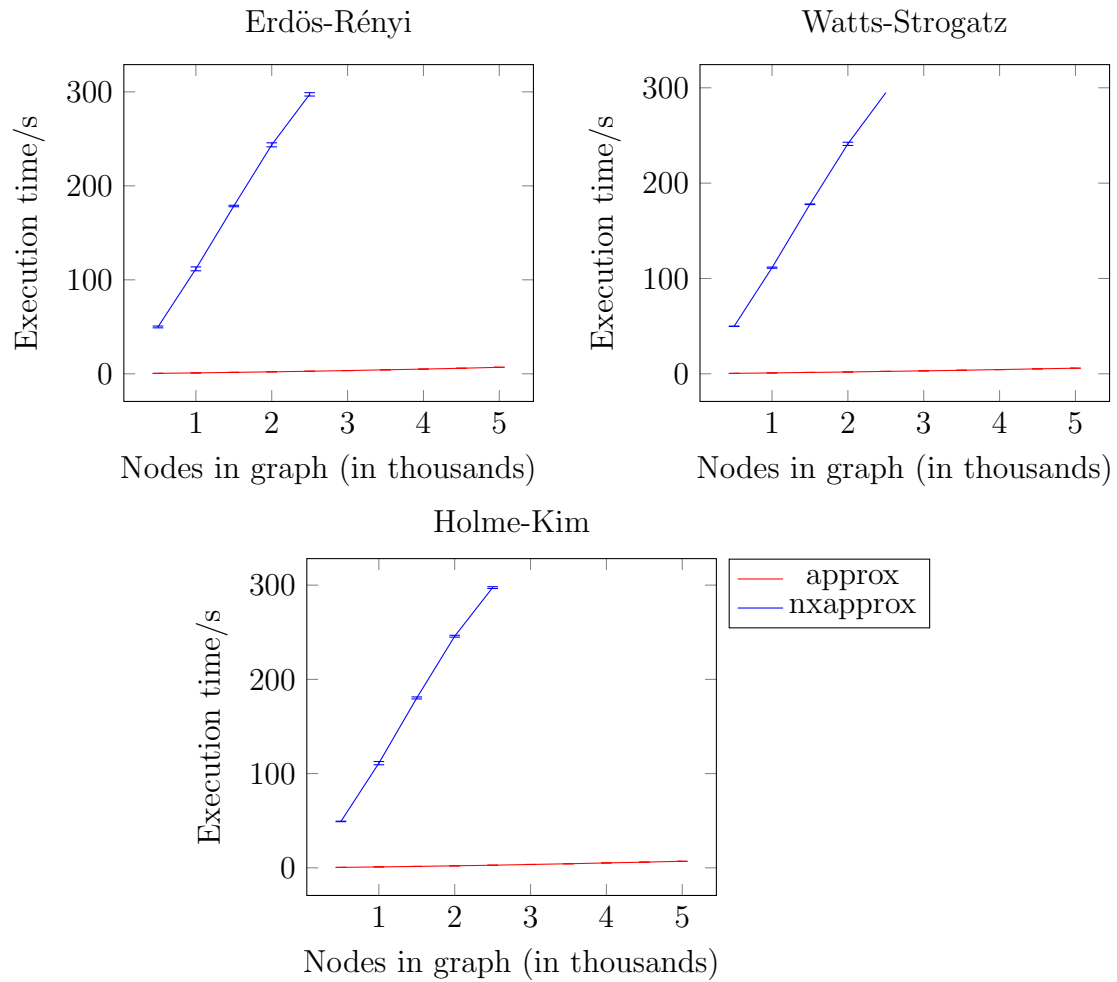 Erdös-Rényi
300
200
100
0
Execution time/s
1 2 3 4 5
Nodes in graph (in thousands)
Watts-Strogatz
300
200
100
0
Execution time/s
1 2 3 4 5
Nodes in graph (in thousands)
Holme-Kim
300
200
100
0
Execution time/s
1 2 3 4 5
Nodes in graph (in thousands)
approx
nxapprox